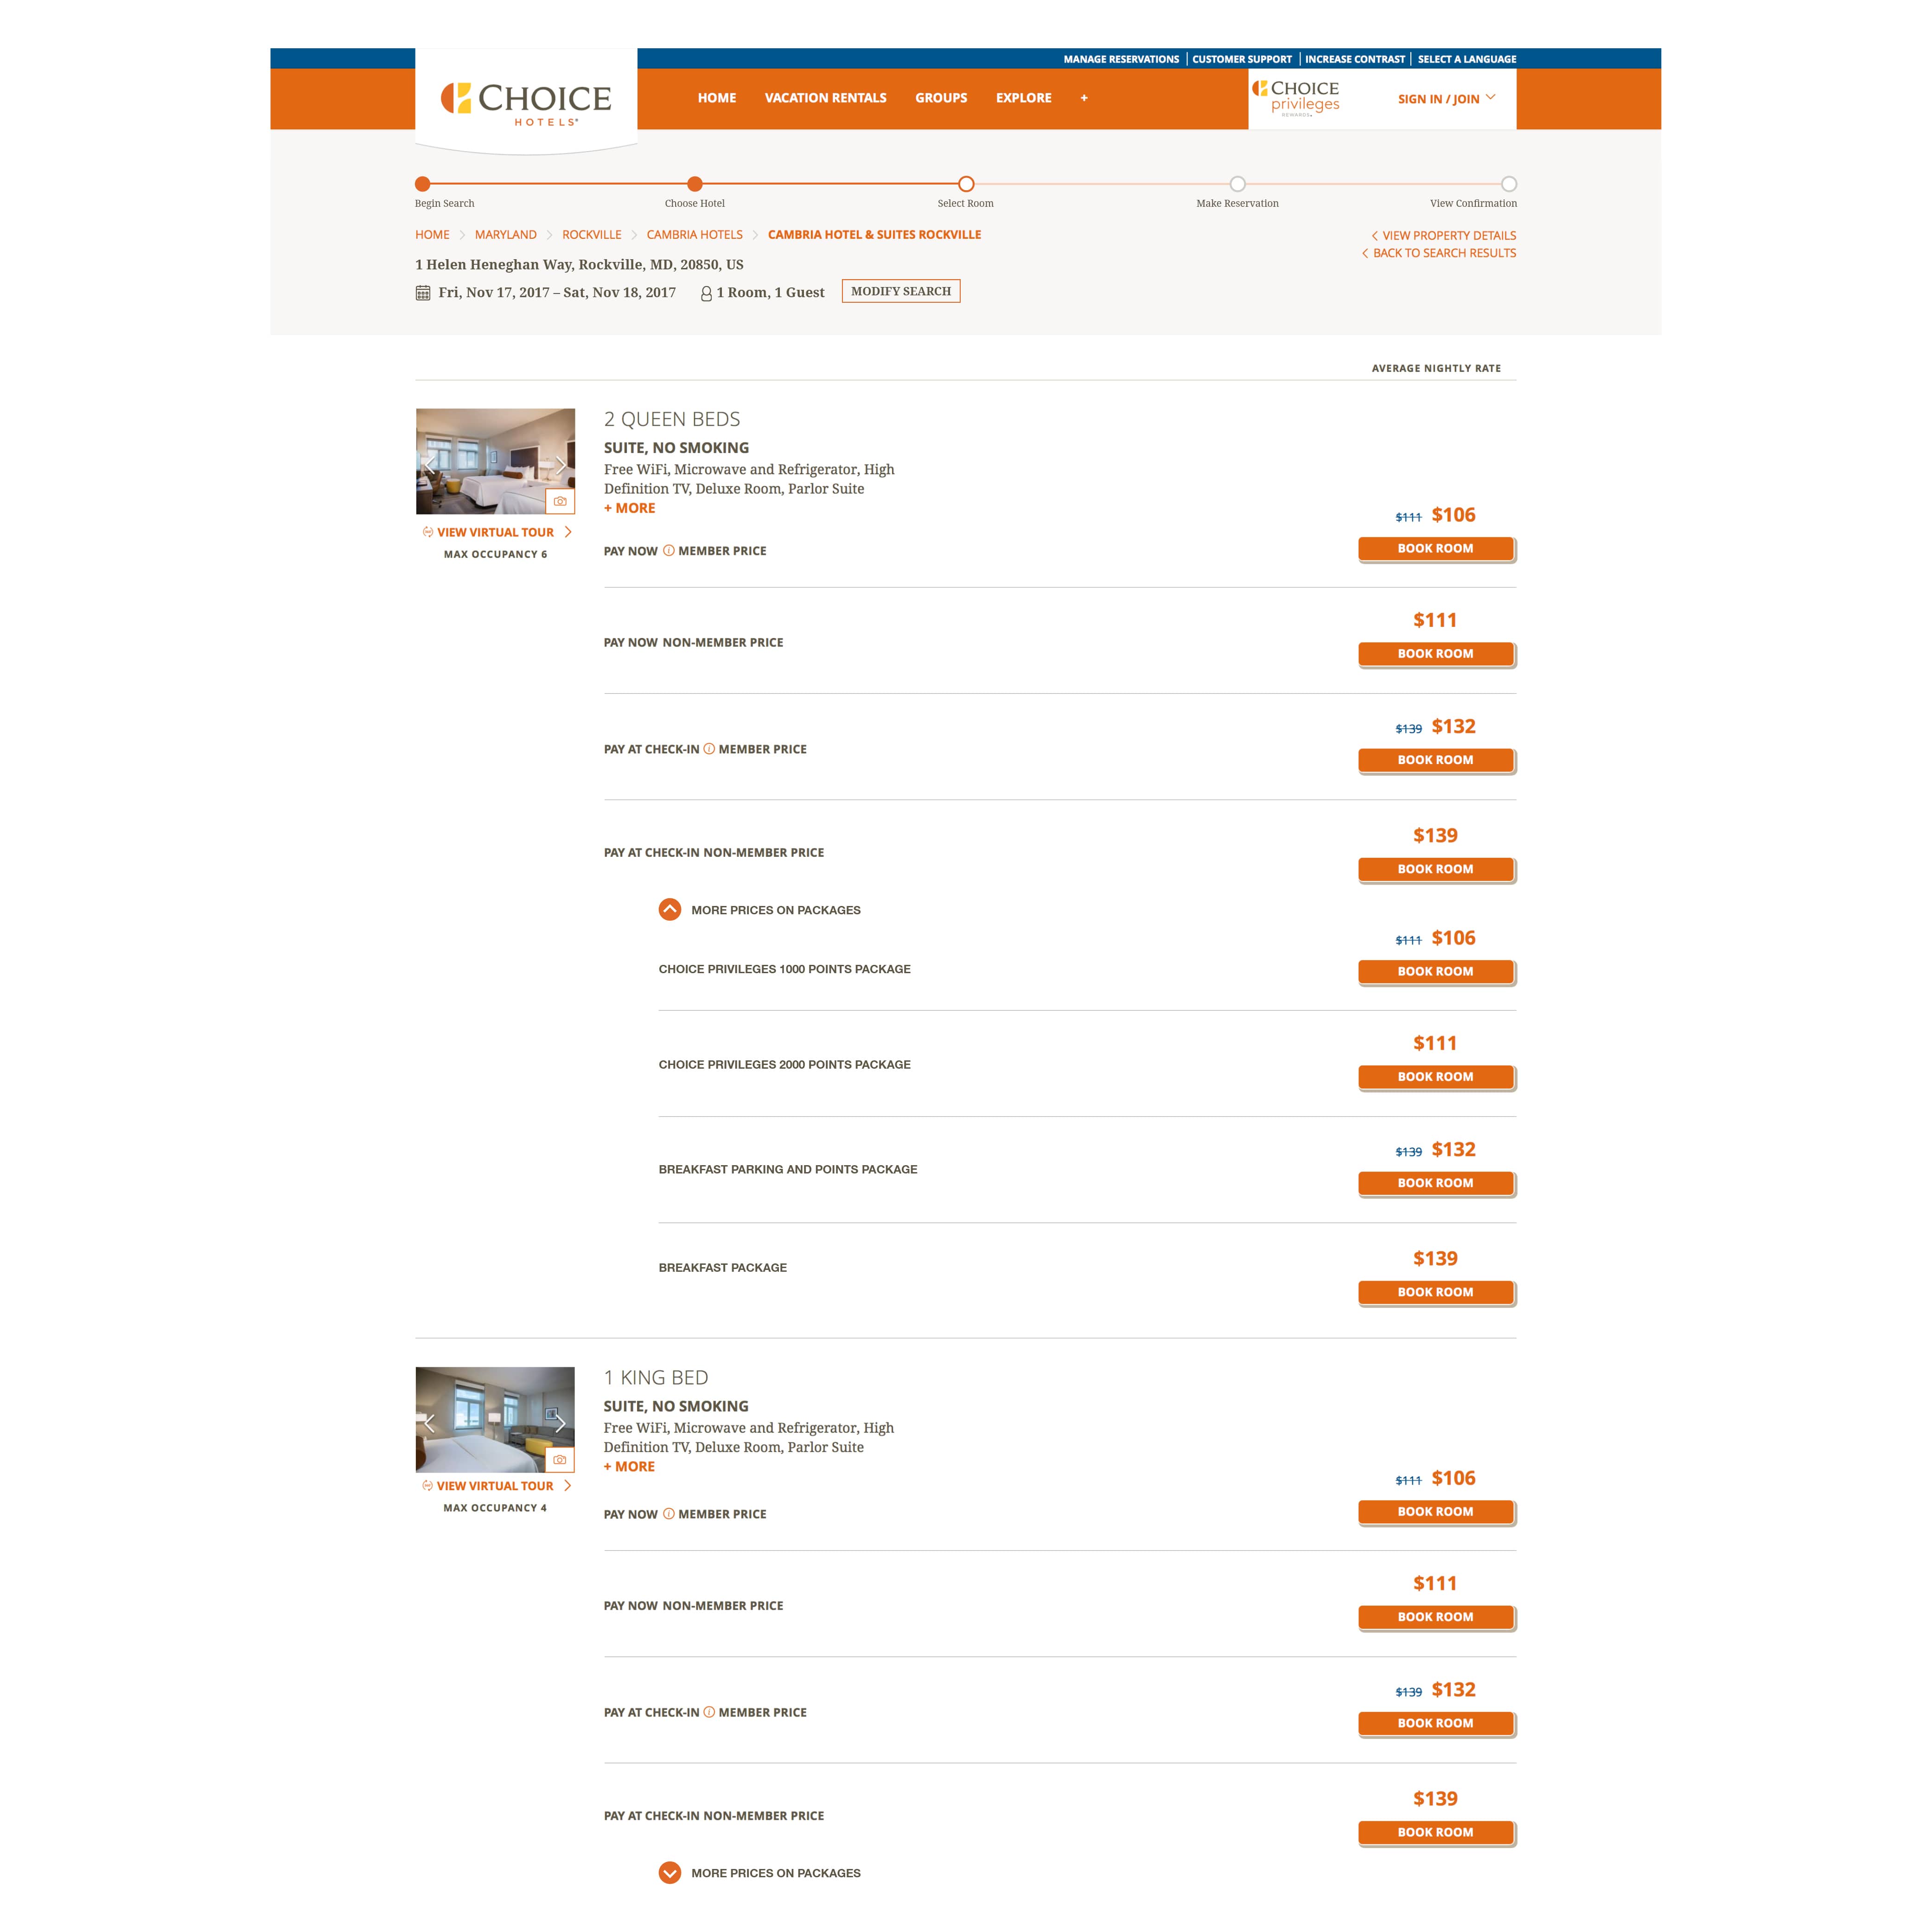 MANAGE RESERVATIONS | CUSTOMER SUPPORT | INCREASE CONTRAST | SELECT A LANGUAGE
CHOICE
HOTELS®
HOME VACATION RENTALS GROUPS EXPLORE +
CHOICE
privileges
REWARDS
SIGN IN / JOIN
Begin Search Choose Hotel Select Room Make Reservation View Confirmation
HOME > MARYLAND > ROCKVILLE > CAMBRIA HOTELS > CAMBRIA HOTEL & SUITES ROCKVILLE
< VIEW PROPERTY DETAILS
< BACK TO SEARCH RESULTS
1 Helen Heneghan Way, Rockville, MD, 20850, US
Fri, Nov 17, 2017 – Sat, Nov 18, 2017 1 Room, 1 Guest MODIFY SEARCH
AVERAGE NIGHTLY RATE
2 QUEEN BEDS
SUITE, NO SMOKING
Free WiFi, Microwave and Refrigerator, High
Definition TV, Deluxe Room, Parlor Suite
+ MORE
VIEW VIRTUAL TOUR >
MAX OCCUPANCY 6
$111 $106
PAY NOW MEMBER PRICE
BOOK ROOM
$111
PAY NOW NON-MEMBER PRICE
BOOK ROOM
$139 $132
PAY AT CHECK-IN MEMBER PRICE
BOOK ROOM
$139
PAY AT CHECK-IN NON-MEMBER PRICE
BOOK ROOM
MORE PRICES ON PACKAGES
$111 $106
CHOICE PRIVILEGES 1000 POINTS PACKAGE
BOOK ROOM
$111
CHOICE PRIVILEGES 2000 POINTS PACKAGE
BOOK ROOM
$139 $132
BREAKFAST PARKING AND POINTS PACKAGE
BOOK ROOM
$139
BREAKFAST PACKAGE
BOOK ROOM
1 KING BED
SUITE, NO SMOKING
Free WiFi, Microwave and Refrigerator, High
Definition TV, Deluxe Room, Parlor Suite
+ MORE
VIEW VIRTUAL TOUR >
MAX OCCUPANCY 4
$111 $106
PAY NOW MEMBER PRICE
BOOK ROOM
$111
PAY NOW NON-MEMBER PRICE
BOOK ROOM
$139 $132
PAY AT CHECK-IN MEMBER PRICE
BOOK ROOM
$139
PAY AT CHECK-IN NON-MEMBER PRICE
BOOK ROOM
MORE PRICES ON PACKAGES